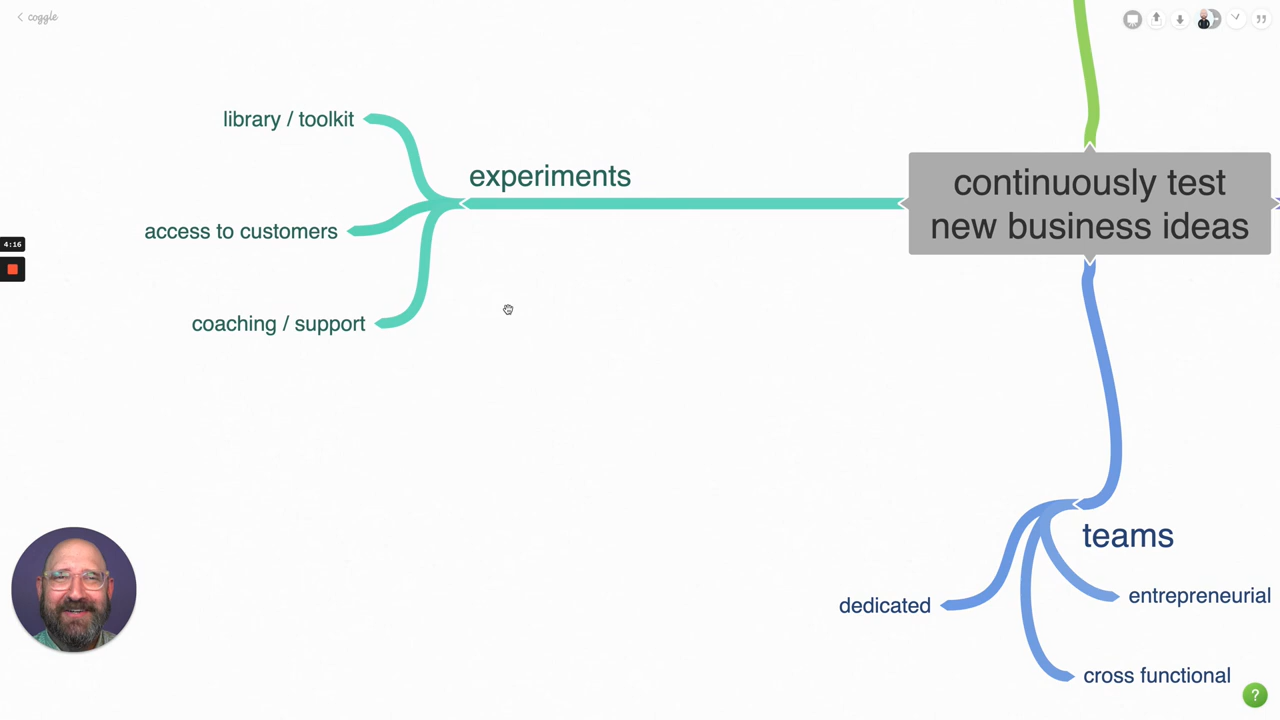 coggle
library / toolkit
experiments
access to customers
coaching / support
continuously test
new business ideas
4:16
teams
dedicated
entrepreneurial
cross functional
?